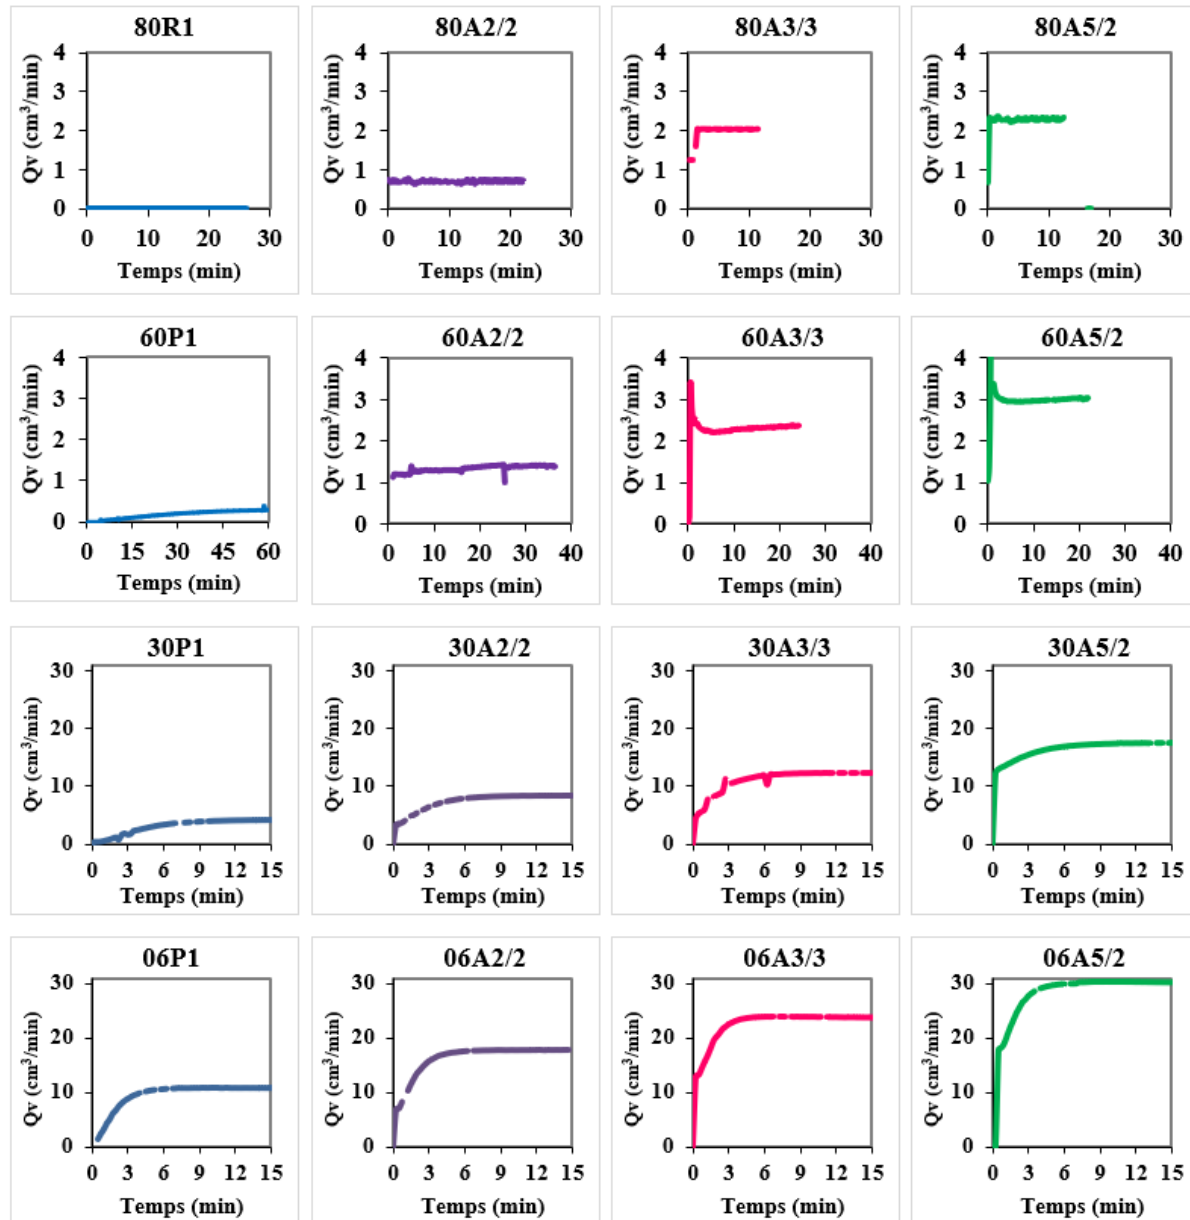 80R1
80A2/2
80A3/3
80A5/2
Qv (cm³/min)
4
3
2
1
0
0 10 20 30
Temps (min)
Qv (cm³/min)
4
3
2
1
0
0 10 20 30
Temps (min)
Qv (cm³/min)
4
3
2
1
0
0 10 20 30
Temps (min)
Qv (cm³/min)
4
3
2
1
0
0 10 20 30
Temps (min)
60P1
60A2/2
60A3/3
60A5/2
Qv (cm³/min)
4
3
2
1
0
0 15 30 45 60
Temps (min)
Qv (cm³/min)
4
3
2
1
0
0 10 20 30 40
Temps (min)
Qv (cm³/min)
4
3
2
1
0
0 10 20 30 40
Temps (min)
Qv (cm³/min)
4
3
2
1
0
0 10 20 30 40
Temps (min)
30P1
30A2/2
30A3/3
30A5/2
Qv (cm³/min)
30
20
10
0
0 3 6 9 12 15
Temps (min)
Qv (cm³/min)
30
20
10
0
0 3 6 9 12 15
Temps (min)
Qv (cm³/min)
30
20
10
0
0 3 6 9 12 15
Temps (min)
Qv (cm³/min)
30
20
10
0
0 3 6 9 12 15
Temps (min)
06P1
06A2/2
06A3/3
06A5/2
Qv (cm³/min)
30
20
10
0
0 3 6 9 12 15
Temps (min)
Qv (cm³/min)
30
20
10
0
0 3 6 9 12 15
Temps (min)
Qv (cm³/min)
30
20
10
0
0 3 6 9 12 15
Temps (min)
Qv (cm³/min)
30
20
10
0
0 3 6 9 12 15
Temps (min)